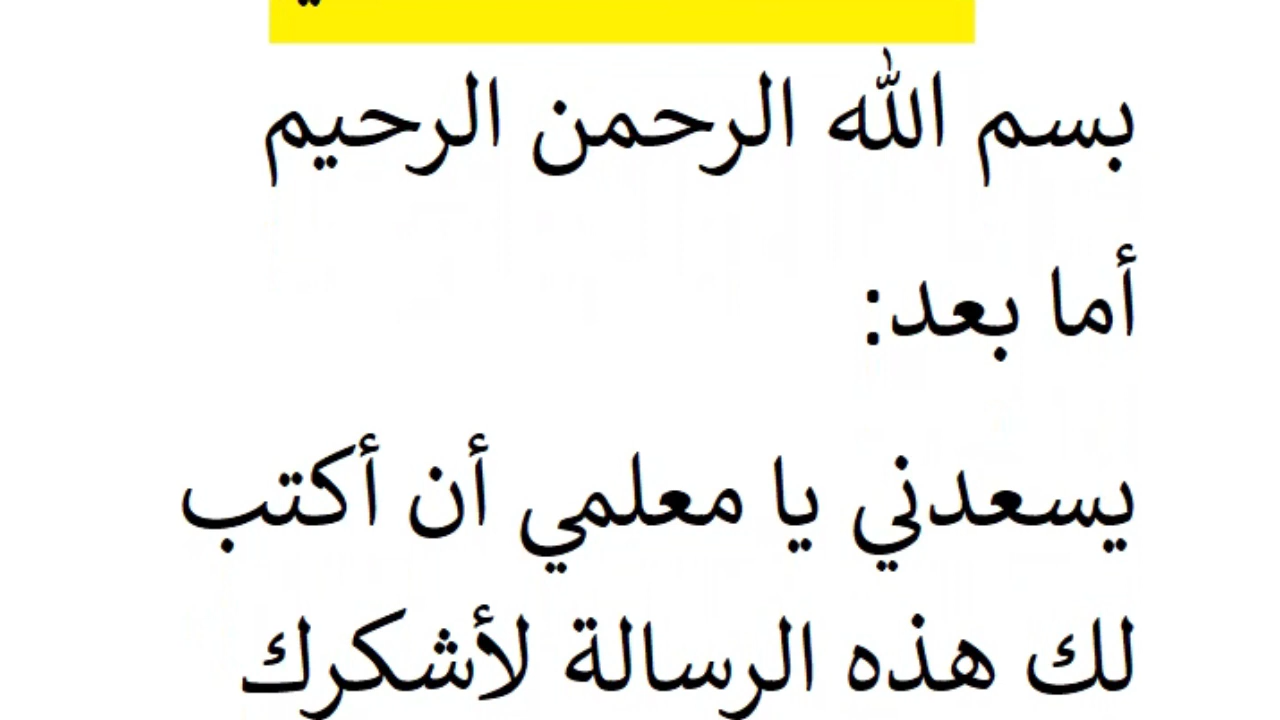 بسم الله الرحمن الرحيم
أما بعد:
يسعدني يا معلمي أن أكتب
لك هذه الرسالة لأشكرك